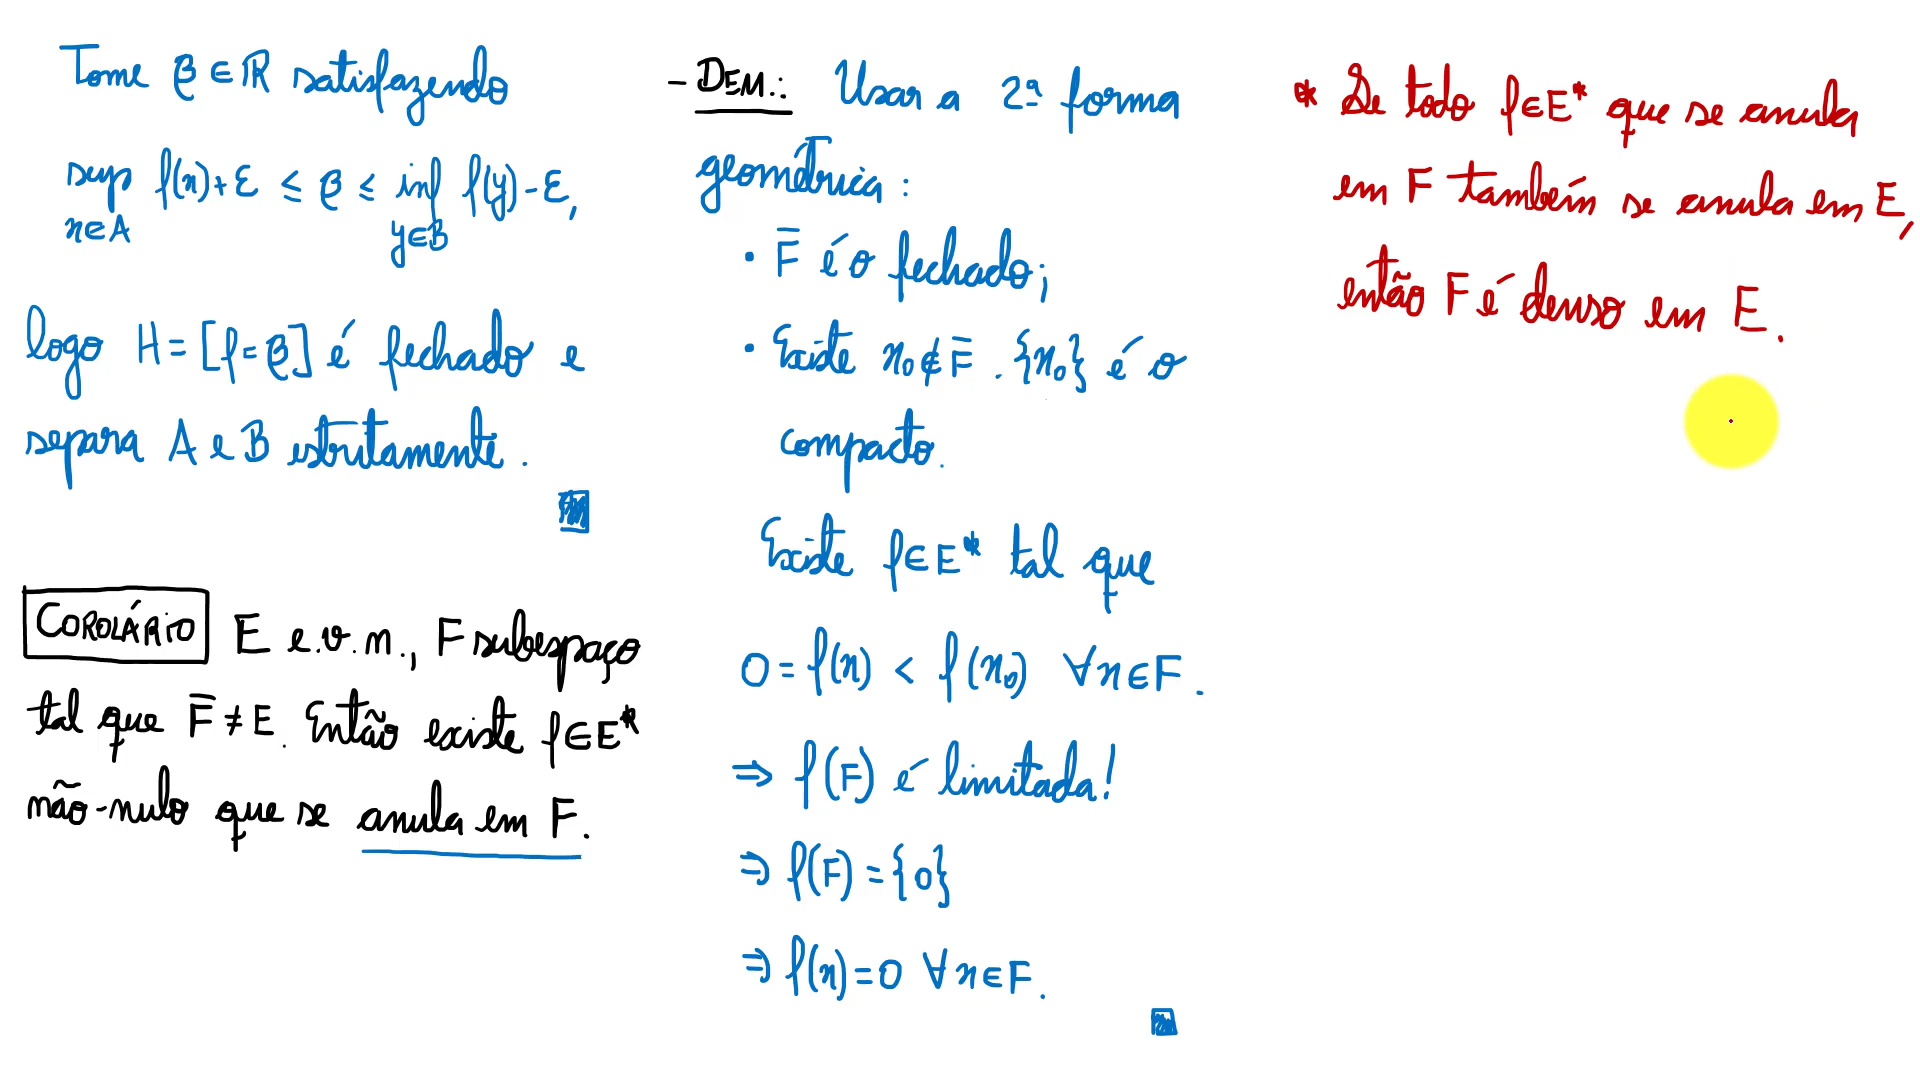 Tome β ∈ ℝ satisfazendo
sup f(x)+ε ≤ β ≤ inf f(y)-ε,
x∈A y∈B
logo H = [f=β] é fechado e
separa A e B estritamente.
COROLÁRIO E e.v.n., F subespaço
tal que F̅ ≠ E. Então existe f∈E*
não-nulo que se anula em F.
- DEM.: Usar a 2ª forma
geométrica:
• F̅ é o fechado;
• Existe x₀ ∉ F̅. {x₀} é o
compacto.
Existe f∈E* tal que
0 = f(x) < f(x₀) ∀x∈F.
⇒ f(F) é limitada!
⇒ f(F) = {0}
⇒ f(x)=0 ∀x∈F.
* Se todo f∈E* que se anula
em F também se anula em E,
então F é denso em E.